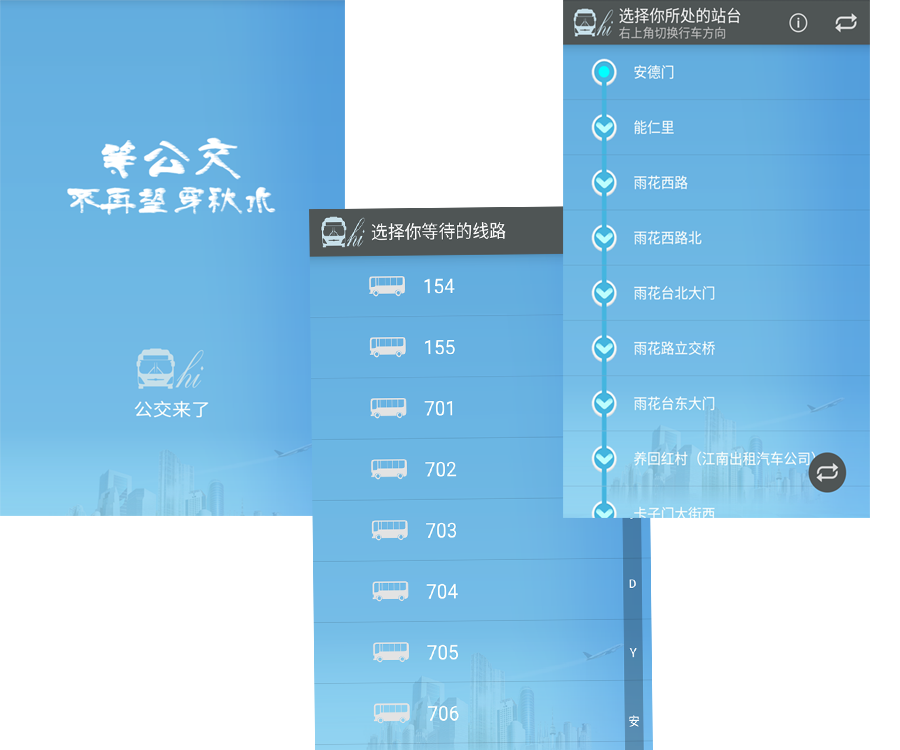 等公交
不再望穿秋水
hi
公交来了
hi
选择你等待的线路
154
155
701
702
703
704
705
706
D
Y
安
hi
选择你所处的站台
右上角切换行车方向
安德门
能仁里
雨花西路
雨花西路北
雨花台北大门
雨花路立交桥
雨花台东大门
养回红村（江南出租汽车公司）
卡子门大街西